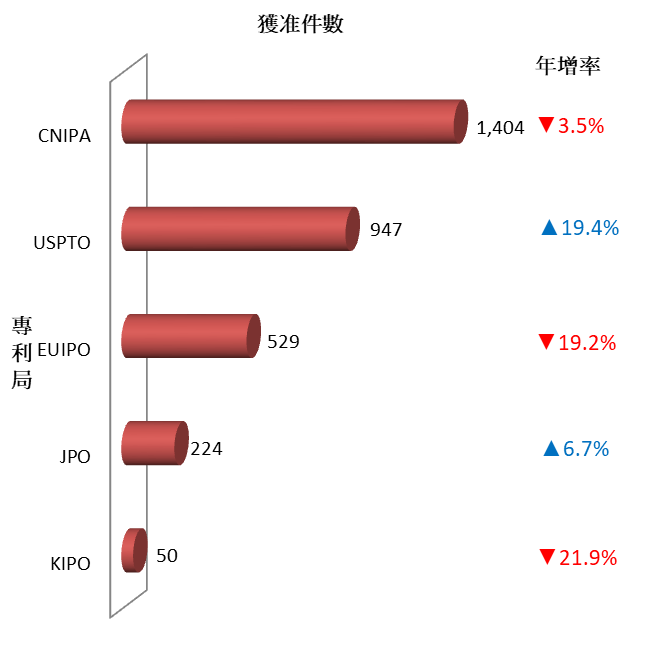 獲准件數
年增率
CNIPA 1,404 ▼3.5%
USPTO 947 ▲19.4%
專利局
EUIPO 529 ▼19.2%
JPO 224 ▲6.7%
KIPO 50 ▼21.9%